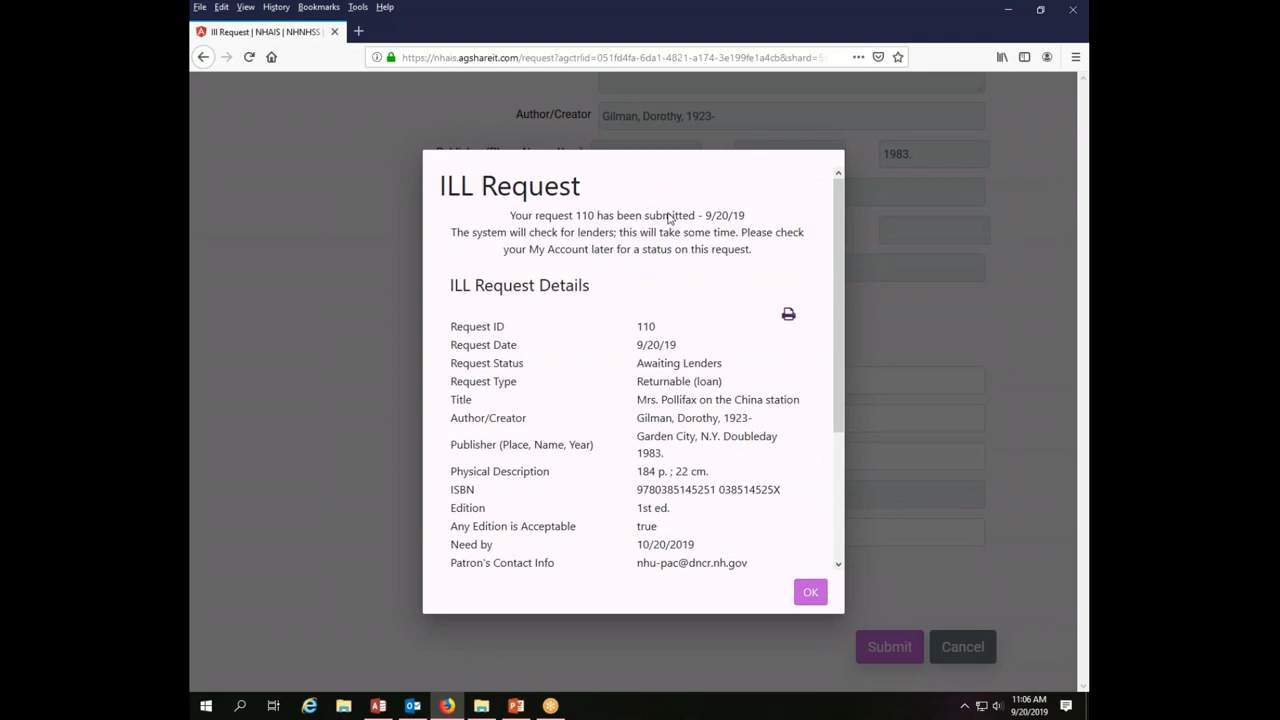 File Edit View History Bookmarks Tools Help
Ill Request | NHAIS | NHNHSS |
https://nhais.agshareit.com/request?agctrlid=051fd4fa-6da1-4821-a174-3e199fe1a4cb&shard=5
Author/Creator Gilman, Dorothy, 1923-
1983.
ILL Request
Your request 110 has been submitted - 9/20/19
The system will check for lenders; this will take some time. Please check
your My Account later for a status on this request.
ILL Request Details
Request ID 110
Request Date 9/20/19
Request Status Awaiting Lenders
Request Type Returnable (loan)
Title Mrs. Pollifax on the China station
Author/Creator Gilman, Dorothy, 1923-
Publisher (Place, Name, Year) Garden City, N.Y. Doubleday
1983.
Physical Description 184 p. ; 22 cm.
ISBN 9780385145251 038514525X
Edition 1st ed.
Any Edition is Acceptable true
Need by 10/20/2019
Patron's Contact Info nhu-pac@dncr.nh.gov
OK
Submit Cancel
11:06 AM
9/20/2019